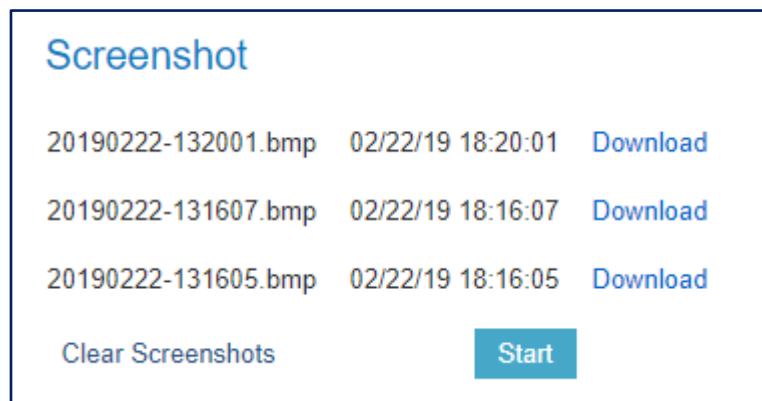 Screenshot
20190222-132001.bmp 02/22/19 18:20:01 Download
20190222-131607.bmp 02/22/19 18:16:07 Download
20190222-131605.bmp 02/22/19 18:16:05 Download
Clear Screenshots Start